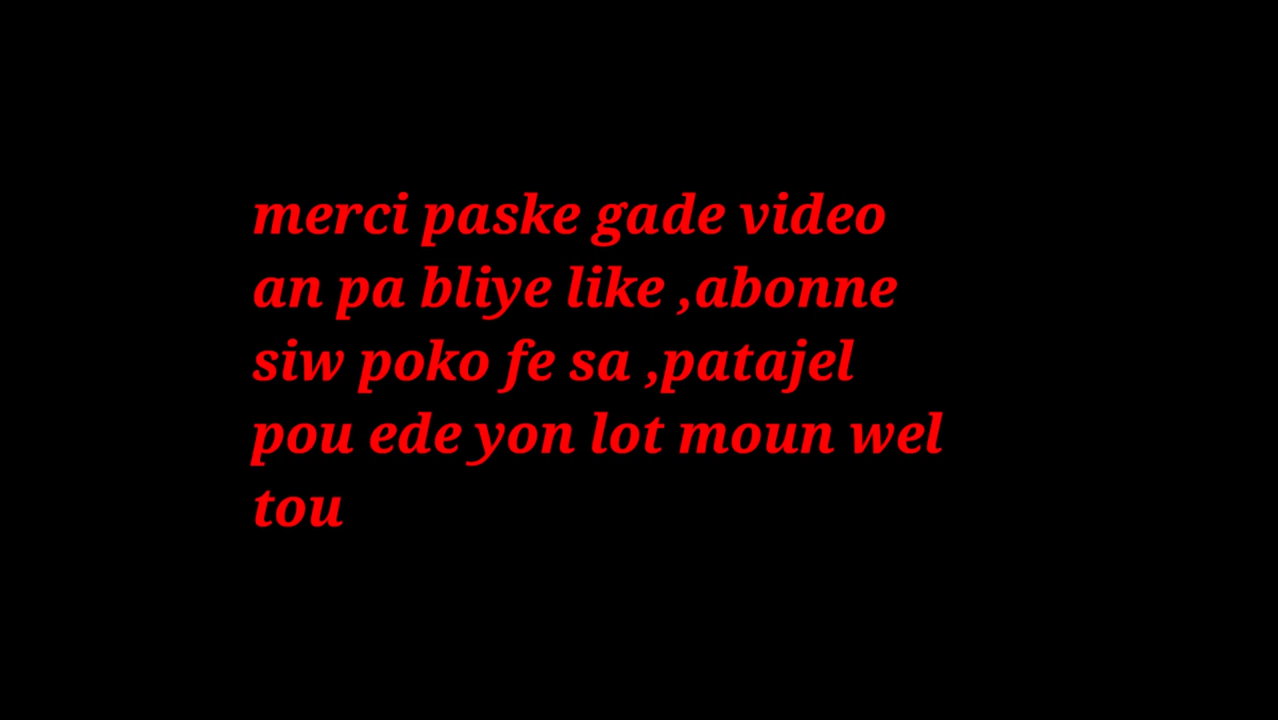 merci paske gade video
an pa bliye like ,abonne
siw poko fe sa ,patajel
pou ede yon lot moun wel
tou